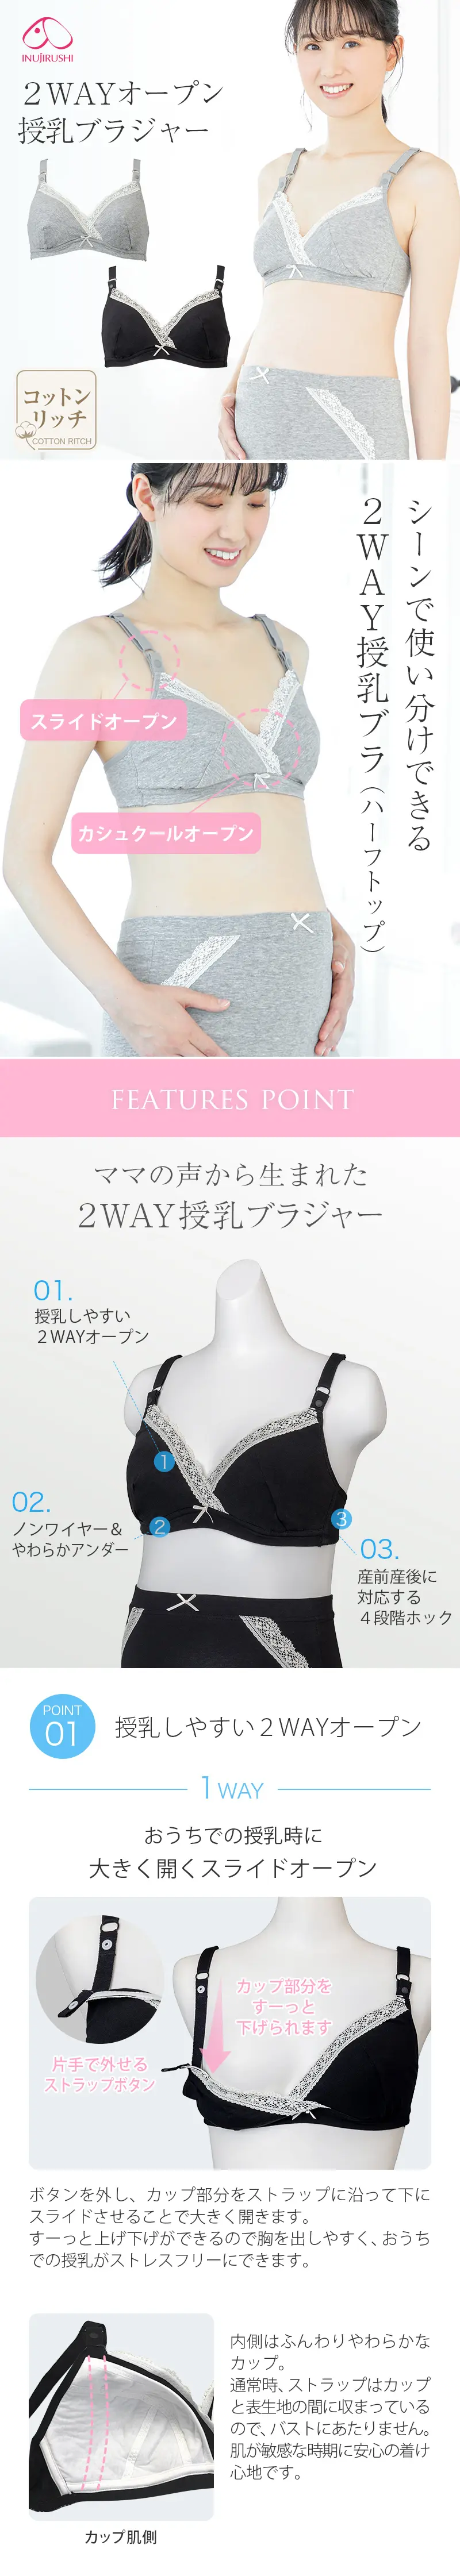 INUJIRUSHI
2WAYオープン
授乳ブラジャー
コットン
リッチ
COTTON RITCH
シーンで使い分けできる
2WAY授乳ブラ（ハーフトップ）
スライドオープン
カシュクールオープン
FEATURES POINT
ママの声から生まれた
2WAY授乳ブラジャー
01.
授乳しやすい
2WAYオープン
1
02.
ノンワイヤー＆
やわらかアンダー
2
3
03.
産前産後に
対応する
4段階ホック
POINT
01
授乳しやすい2WAYオープン
1WAY
おうちでの授乳時に
大きく開くスライドオープン
カップ部分を
すーっと
下げられます
片手で外せる
ストラップボタン
ボタンを外し、カップ部分をストラップに沿って下に
スライドさせることで大きく開きます。
すーっと上げ下げができるので胸を出しやすく、おうち
での授乳がストレスフリーにできます。
内側はふんわりやわらかな
カップ。
通常時、ストラップはカップ
と表生地の間に収まっている
ので、バストにあたりません。
肌が敏感な時期に安心の着け
心地です。
カップ肌側